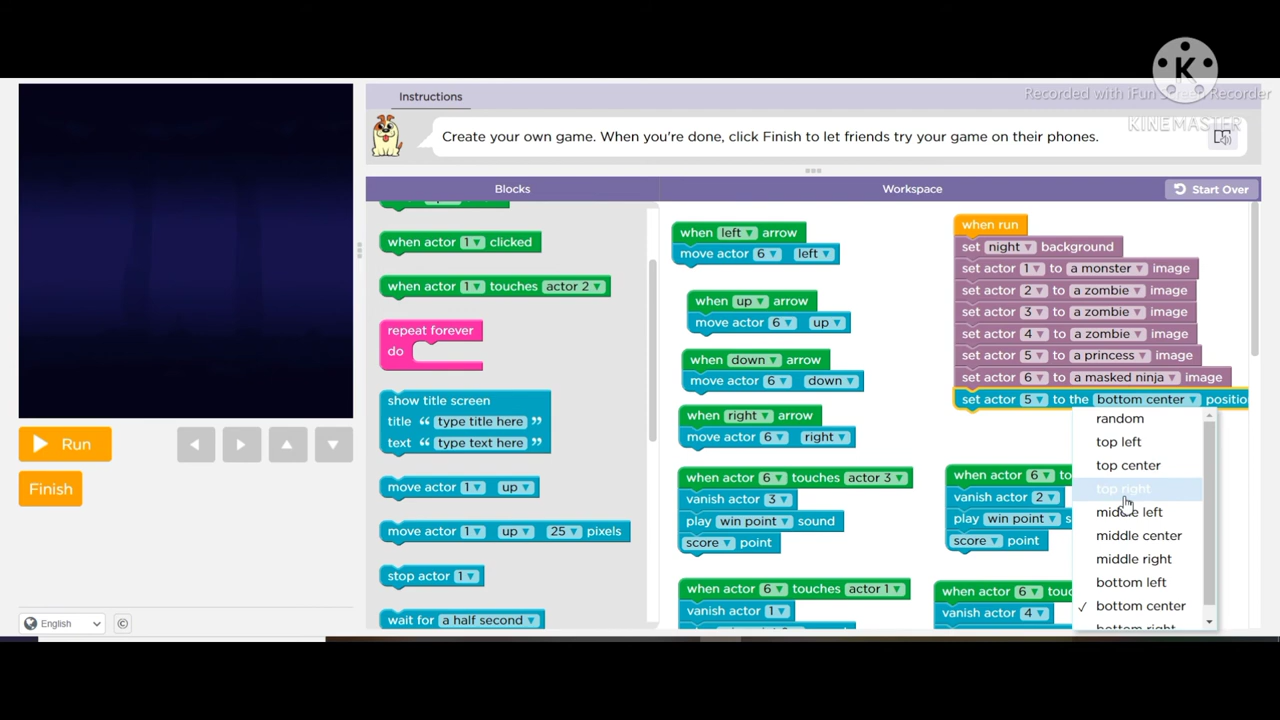 Instructions
K
Recorded with iFun Screen Recorder
KINEMASTER
Create your own game. When you're done, click Finish to let friends try your game on their phones.
Blocks
Workspace
Start Over
when actor 1 clicked
when actor 1 touches actor 2
repeat forever
do
show title screen
title “ type title here ”
text “ type text here ”
move actor 1 up
move actor 1 up 25 pixels
stop actor 1
wait for a half second
when left arrow
move actor 6 left
when up arrow
move actor 6 up
when down arrow
move actor 6 down
when right arrow
move actor 6 right
when actor 6 touches actor 3
vanish actor 3
play win point sound
score point
when actor 6 touches actor 1
vanish actor 1
when run
set night background
set actor 1 to a monster image
set actor 2 to a zombie image
set actor 3 to a zombie image
set actor 4 to a zombie image
set actor 5 to a princess image
set actor 6 to a masked ninja image
set actor 5 to the bottom center positio
random
top left
top center
top right
middle left
middle center
middle right
bottom left
✓ bottom center
bottom right
when actor 6 to
vanish actor 2
play win point s
score point
when actor 6 touc
vanish actor 4
Run
Finish
English
©